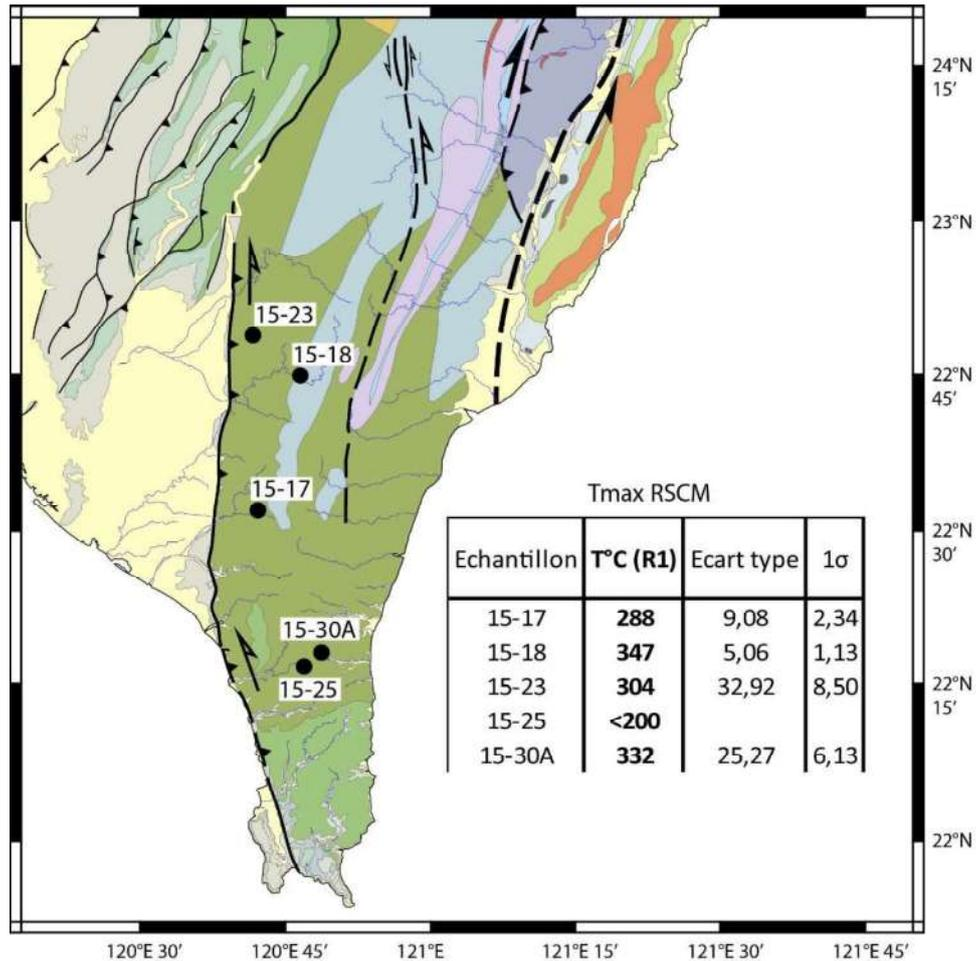 24°N
15′
23°N
15-23
15-18
22°N
45′
15-17
Tmax RSCM
22°N
30′
Echantillon T°C (R1) Ecart type 1σ
15-17 288 9,08 2,34
15-18 347 5,06 1,13
15-23 304 32,92 8,50
15-25 <200
15-30A 332 25,27 6,13
15-30A
15-25
22°N
15′
22°N
120°E 30′ 120°E 45′ 121°E 121°E 15′ 121°E 30′ 121°E 45′